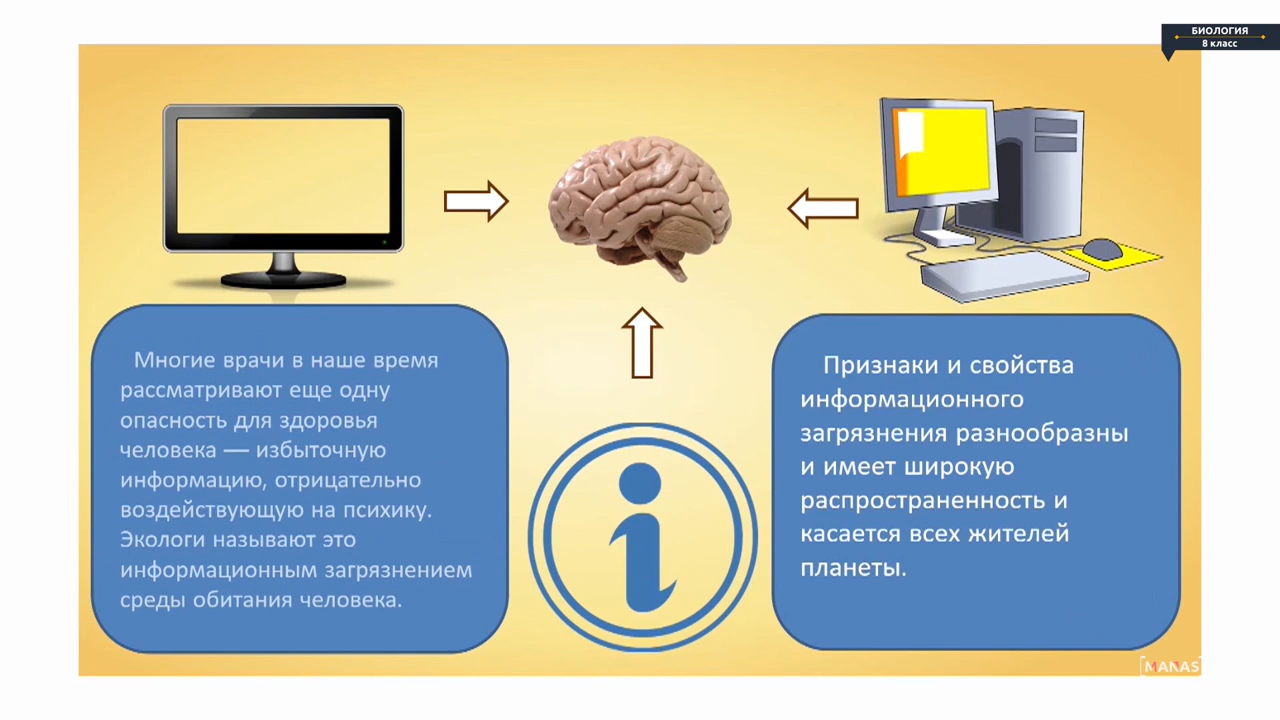 БИОЛОГИЯ
8 класс
Многие врачи в наше время
рассматривают еще одну
опасность для здоровья
человека — избыточную
информацию, отрицательно
воздействующую на психику.
Экологи называют это
информационным загрязнением
среды обитания человека.
Признаки и свойства
информационного
загрязнения разнообразны
и имеет широкую
распространенность и
касается всех жителей
планеты.
i
MANAS